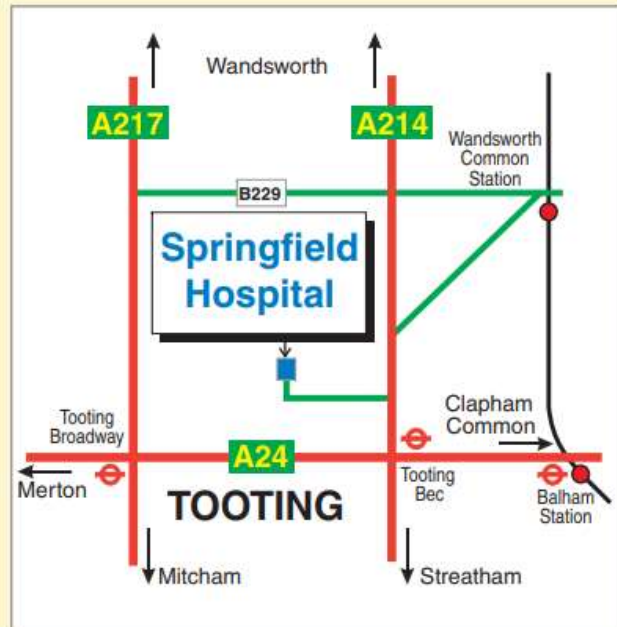 Wandsworth
A217
A214
Wandsworth
Common
Station
B229
Springfield
Hospital
Clapham
Common
Tooting
Broadway
A24
Merton
TOOTING
Tooting
Bec
Balham
Station
Mitcham
Streatham